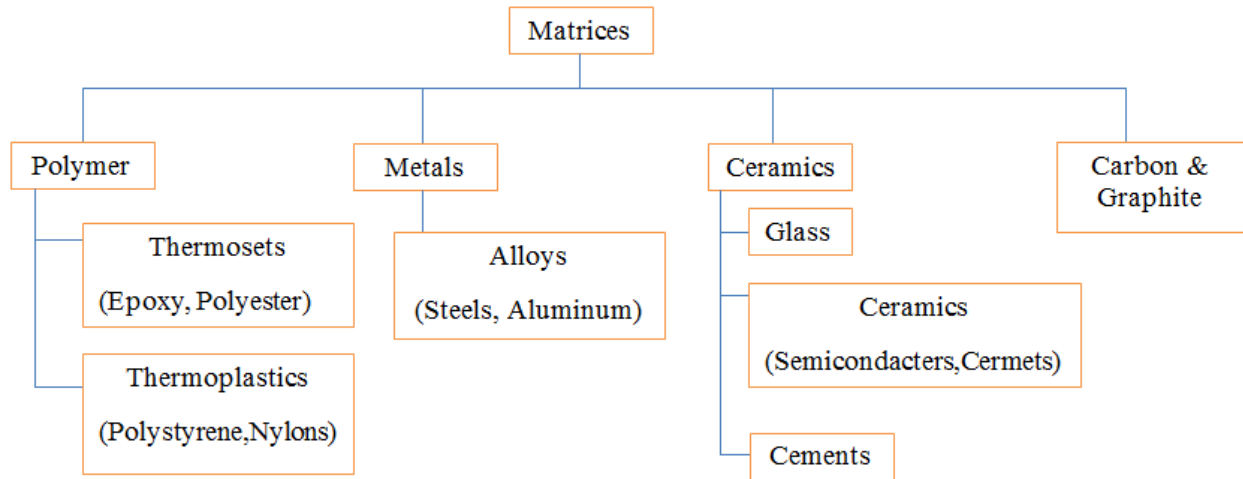 Matrices
Polymer
Metals
Ceramics
Carbon &
Graphite
Thermosets
(Epoxy, Polyester)
Thermoplastics
(Polystyrene,Nylons)
Alloys
(Steels, Aluminum)
Glass
Ceramics
(Semicondacters,Cermets)
Cements